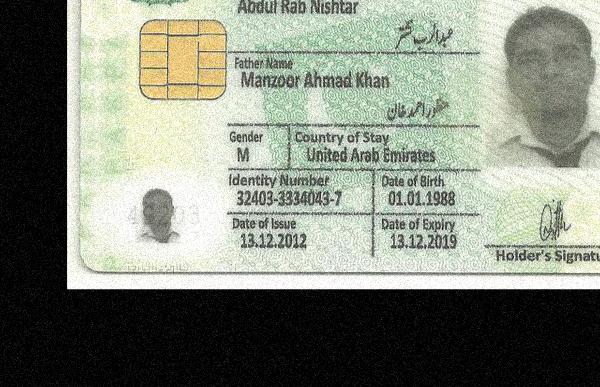 Abdul Rab Nishtar
عبدالرب نشتر
Father Name
Manzoor Ahmad Khan
منظور احمد خان
Gender Country of Stay
M United Arab Emirates
Identity Number Date of Birth
32403-3334043-7 01.01.1988
Date of Issue Date of Expiry
13.12.2012 13.12.2019
Holder's Signatu